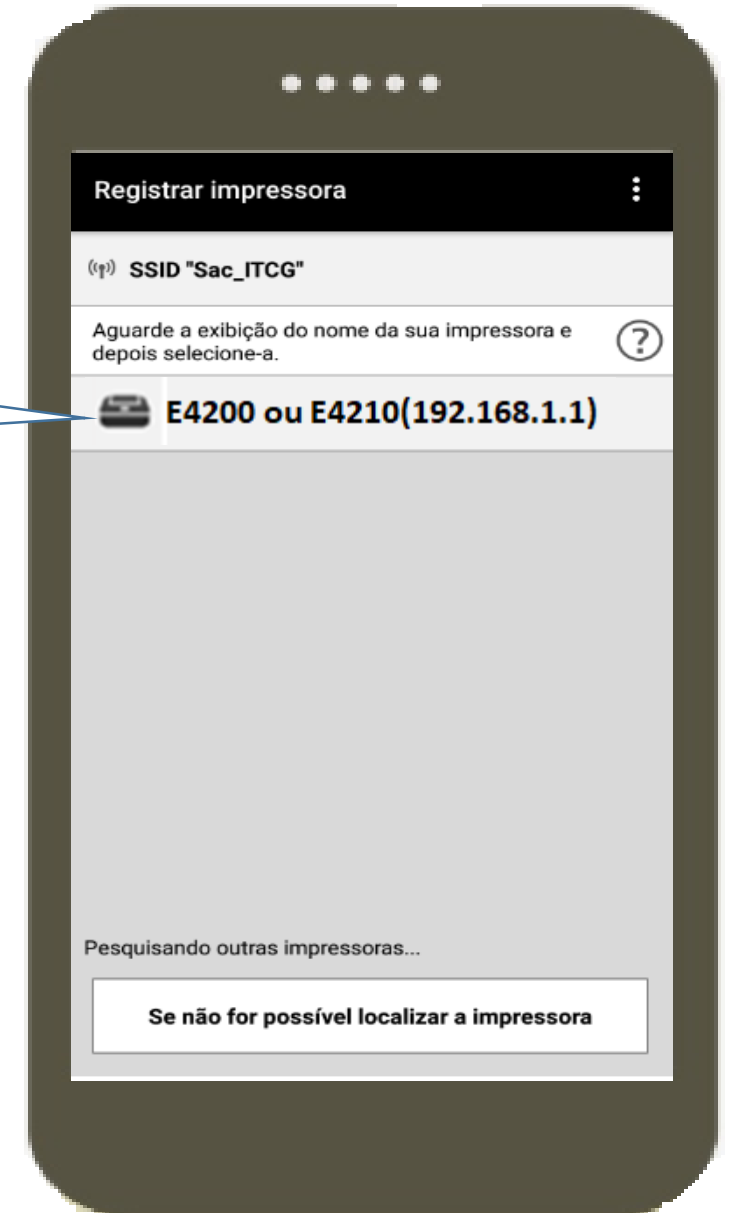 Registrar impressora
SSID "Sac_ITCG"
Aguarde a exibição do nome da sua impressora e
depois selecione-a.
E4200 ou E4210(192.168.1.1)
Pesquisando outras impressoras...
Se não for possível localizar a impressora